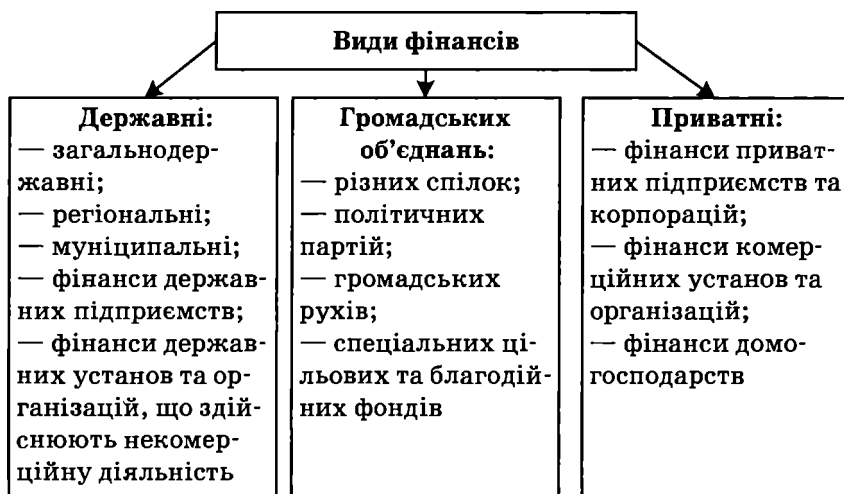 Види фінансів
Державні:
— загальнодер-
жавні;
— регіональні;
— муніципальні;
— фінанси держав-
них підприємств;
— фінанси держав-
них установ та ор-
ганізацій, що здій-
снюють некомер-
ційну діяльність
Громадських
об’єднань:
— різних спілок;
— політичних
партій;
— громадських
рухів;
— спеціальних ці-
льових та благодій-
них фондів
Приватні:
— фінанси приват-
них підприємств та
корпорацій;
— фінанси комер-
ційних установ та
організацій;
— фінанси домо-
господарств